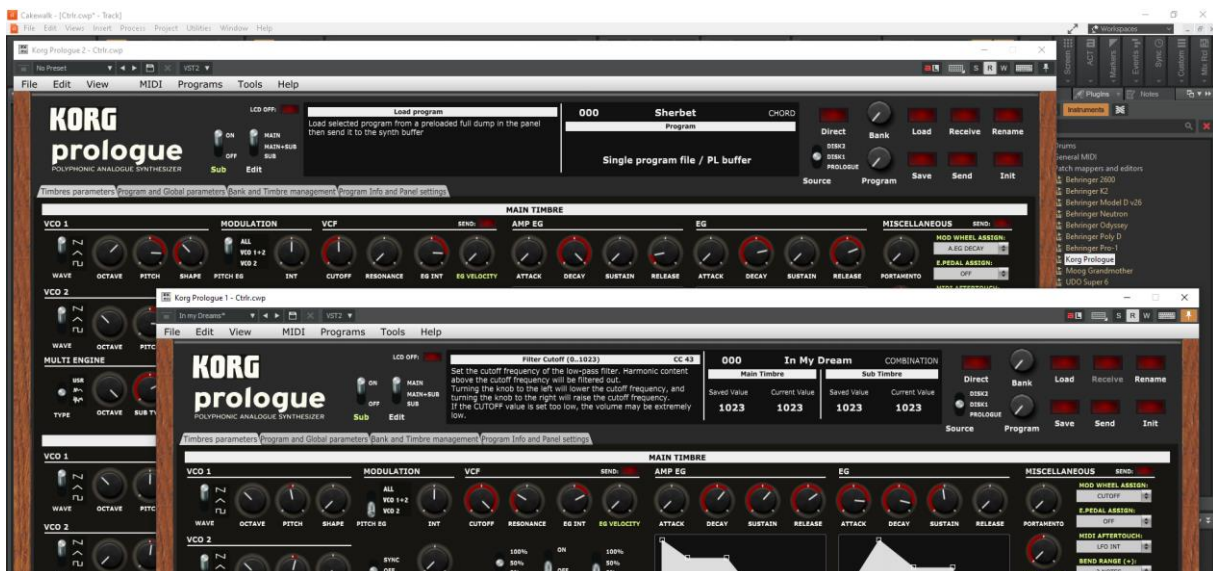 Cakewalk - [Ctrlr.cwp* - Track]
File Edit Views Insert Process Project Utilities Window Help
Workspaces
Korg Prologue 2 - Ctrlr.cwp
No Preset VST2 S R W
File Edit View MIDI Programs Tools Help
Screen ACT Markers Events Sync Custom Mix Rcl
Plugins Notes
Instruments
Drums
General MIDI
Patch mappers and editors
Behringer 2600
Behringer K2
Behringer Model D v26
Behringer Neutron
Behringer Odyssey
Behringer Poly D
Behringer Pro-1
Korg Prologue
Moog Grandmother
UDO Super 6
KORG
prologue
POLYPHONIC ANALOGUE SYNTHESIZER
LCD OFF:
ON
OFF
Sub
MAIN
MAIN+SUB
SUB
Edit
Load program
Load selected program from a preloaded full dump in the panel
then send it to the synth buffer
000 Sherbet CHORD
Program
Single program file / PL buffer
Direct Bank Load Receive Rename
DISK2
DISK1
PROLOGUE
Source Program Save Send Init
Timbres parameters Program and Global parameters Bank and Timbre management Program Info and Panel settings
MAIN TIMBRE
VCO 1 MODULATION VCF SEND: AMP EG EG MISCELLANEOUS SEND:
ALL
VCO 1+2
VCO 2
MOD WHEEL ASSIGN:
A.EG DECAY
E.PEDAL ASSIGN:
OFF
WAVE OCTAVE PITCH SHAPE PITCH EG INT CUTOFF RESONANCE EG INT EG VELOCITY ATTACK DECAY SUSTAIN RELEASE ATTACK DECAY SUSTAIN RELEASE PORTAMENTO
MIDI AFTERTOUCH:
VCO 2
WAVE OCTAVE
MULTI ENGINE
USR
TYPE OCTAVE
VCO 1
WAVE OCTAVE
VCO 2
Korg Prologue 1 - Ctrlr.cwp
In my Dreams* VST2 S R W
File Edit View MIDI Programs Tools Help
KORG
prologue
POLYPHONIC ANALOGUE SYNTHESIZER
LCD OFF:
ON
OFF
Sub
MAIN
MAIN+SUB
SUB
Edit
Filter Cutoff (0..1023) CC 43
Set the cutoff frequency of the low-pass filter. Harmonic content
above the cutoff frequency will be filtered out.
Turning the knob to the left will lower the cutoff frequency, and
turning the knob to the right will raise the cutoff frequency.
If the CUTOFF value is set too low, the volume may be extremely
low.
000 In My Dream COMBINATION
Main Timbre Sub Timbre
Saved Value Current Value Saved Value Current Value
1023 1023 1023 1023
Direct Bank Load Receive Rename
DISK2
DISK1
PROLOGUE
Source Program Save Send Init
Timbres parameters Program and Global parameters Bank and Timbre management Program Info and Panel settings
MAIN TIMBRE
VCO 1 MODULATION VCF SEND: AMP EG EG MISCELLANEOUS SEND:
ALL
VCO 1+2
VCO 2
MOD WHEEL ASSIGN:
CUTOFF
E.PEDAL ASSIGN:
OFF
WAVE OCTAVE PITCH SHAPE PITCH EG INT CUTOFF RESONANCE EG INT EG VELOCITY ATTACK DECAY SUSTAIN RELEASE ATTACK DECAY SUSTAIN RELEASE PORTAMENTO
MIDI AFTERTOUCH:
LFO INT
BEND RANGE (+):
VCO 2
SYNC
OFF
100%
50%
ON
OFF
100%
50%